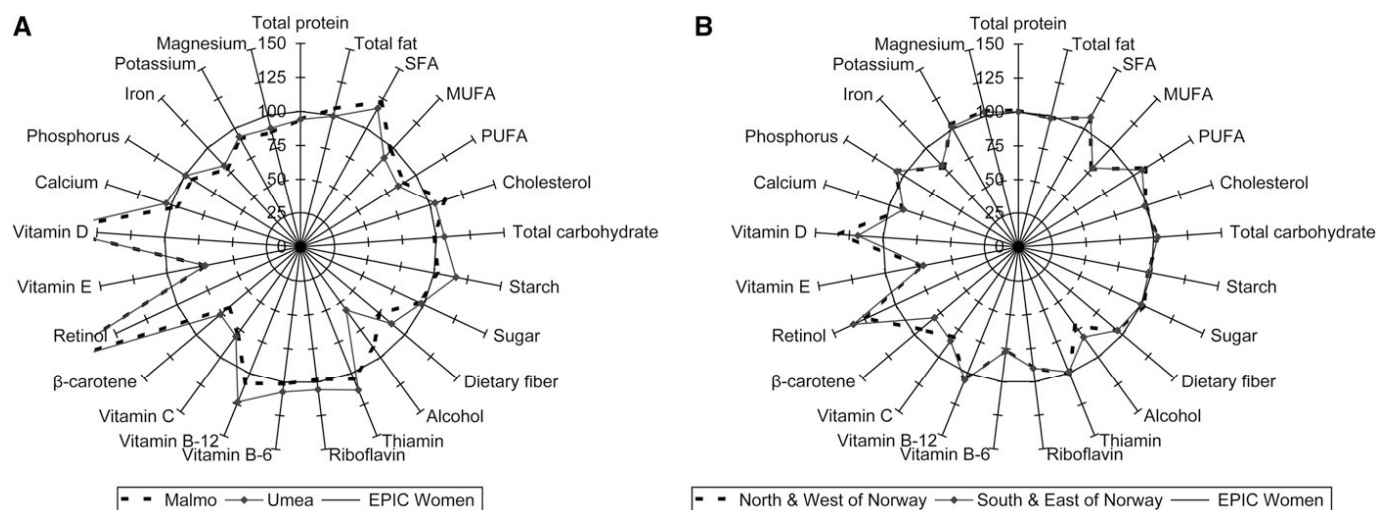 A
Total protein
150
125
100
75
50
25
0
Total fat
SFA
MUFA
PUFA
Cholesterol
Total carbohydrate
Starch
Sugar
Dietary fiber
Alcohol
Thiamin
Riboflavin
Vitamin B-6
Vitamin B-12
Vitamin C
β-carotene
Retinol
Vitamin E
Vitamin D
Calcium
Phosphorus
Iron
Potassium
Magnesium
Malmo Umea EPIC Women
B
Total protein
150
125
100
75
50
25
0
Total fat
SFA
MUFA
PUFA
Cholesterol
Total carbohydrate
Starch
Sugar
Dietary fiber
Alcohol
Thiamin
Riboflavin
Vitamin B-6
Vitamin B-12
Vitamin C
β-carotene
Retinol
Vitamin E
Vitamin D
Calcium
Phosphorus
Iron
Potassium
Magnesium
North & West of Norway South & East of Norway EPIC Women